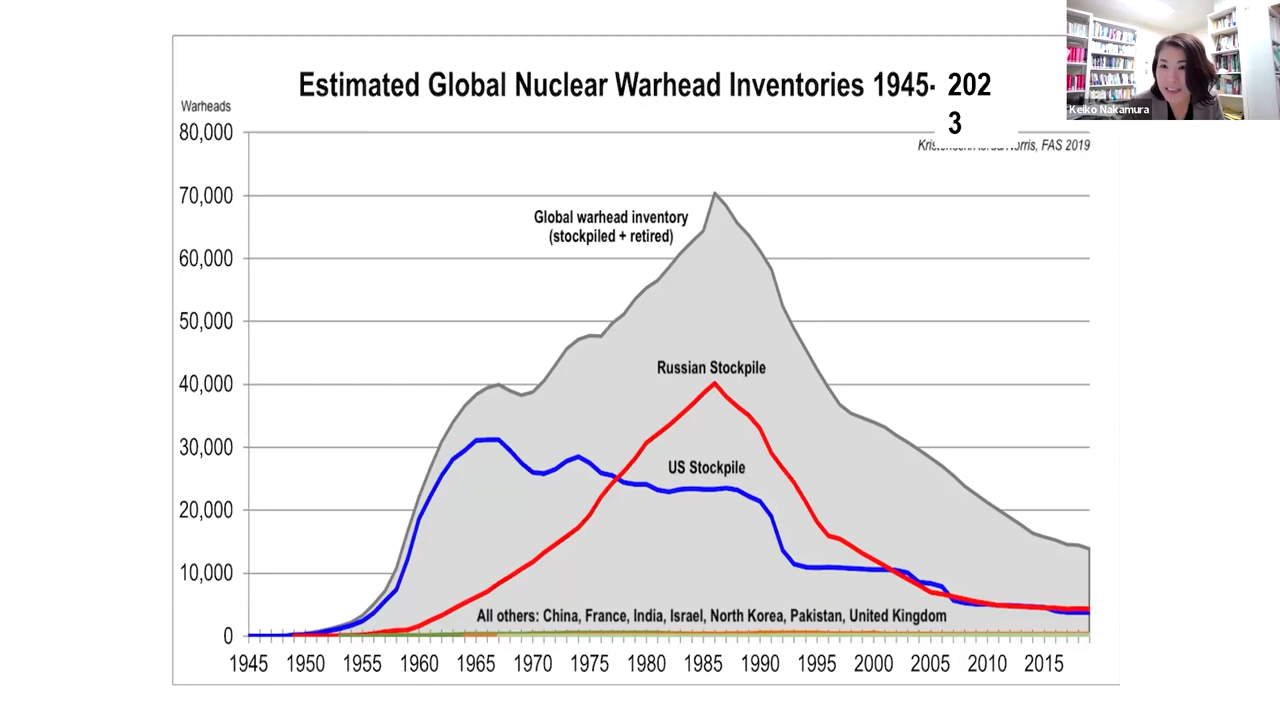 Estimated Global Nuclear Warhead Inventories 1945- 202
3
Keiko Nakamura
Warheads
FAS 2019
80,000
70,000
60,000
50,000
40,000
30,000
20,000
10,000
0
Global warhead inventory
(stockpiled + retired)
Russian Stockpile
US Stockpile
All others: China, France, India, Israel, North Korea, Pakistan, United Kingdom
1945 1950 1955 1960 1965 1970 1975 1980 1985 1990 1995 2000 2005 2010 2015